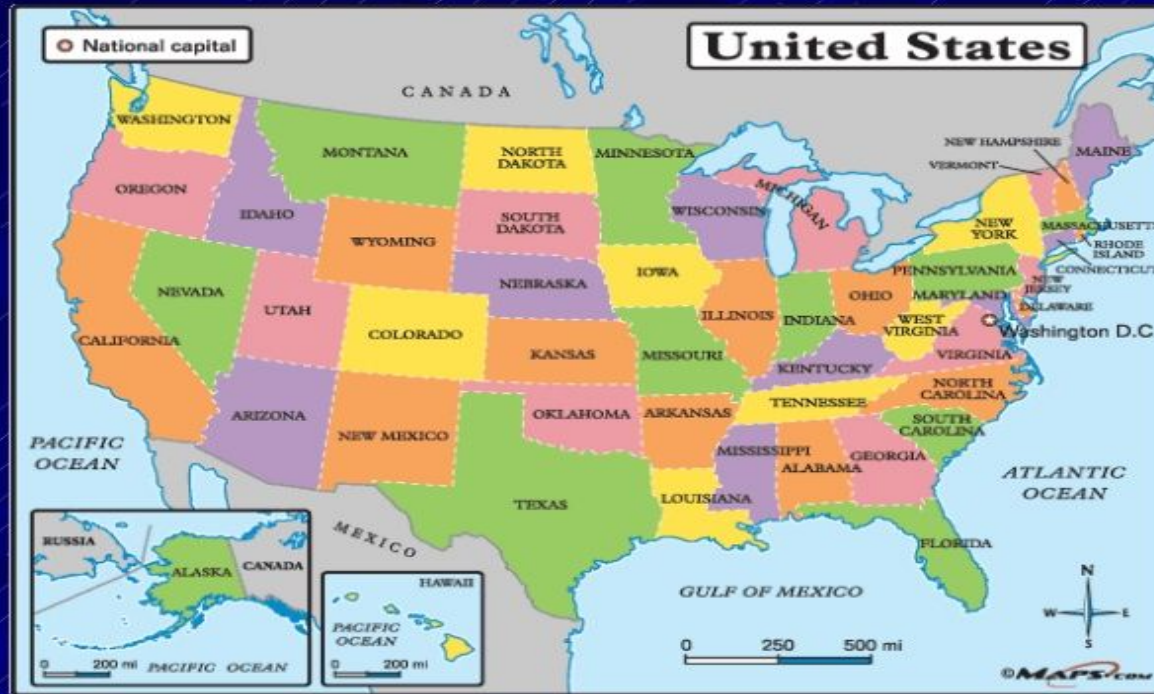 National capital
United States
CANADA
WASHINGTON
MONTANA
NORTH
DAKOTA
MINNESOTA
NEW HAMPSHIRE
VERMONT
MAINE
OREGON
IDAHO
SOUTH
DAKOTA
WISCONSIN
MICHIGAN
NEW
YORK
MASSACHUSETT
RHODE
ISLAND
CONNECTICUT
WYOMING
IOWA
PENNSYLVANIA
NEW
JERSEY
NEVADA
NEBRASKA
OHIO
MARYLAND
DELAWARE
UTAH
ILLINOIS
INDIANA
WEST
VIRGINIA
Washington D.C
CALIFORNIA
COLORADO
KANSAS
MISSOURI
KENTUCKY
VIRGINIA
NORTH
CAROLINA
TENNESSEE
ARIZONA
NEW MEXICO
OKLAHOMA
ARKANSAS
SOUTH
CAROLINA
MISSISSIPPI
ALABAMA
GEORGIA
PACIFIC
OCEAN
ATLANTIC
OCEAN
TEXAS
LOUISIANA
FLORIDA
MEXICO
GULF OF MEXICO
RUSSIA
ALASKA
CANADA
0 200 mi
PACIFIC OCEAN
HAWAII
PACIFIC
OCEAN
0 200 mi
0 250 500 mi
N
W E
S
©MAPS.com